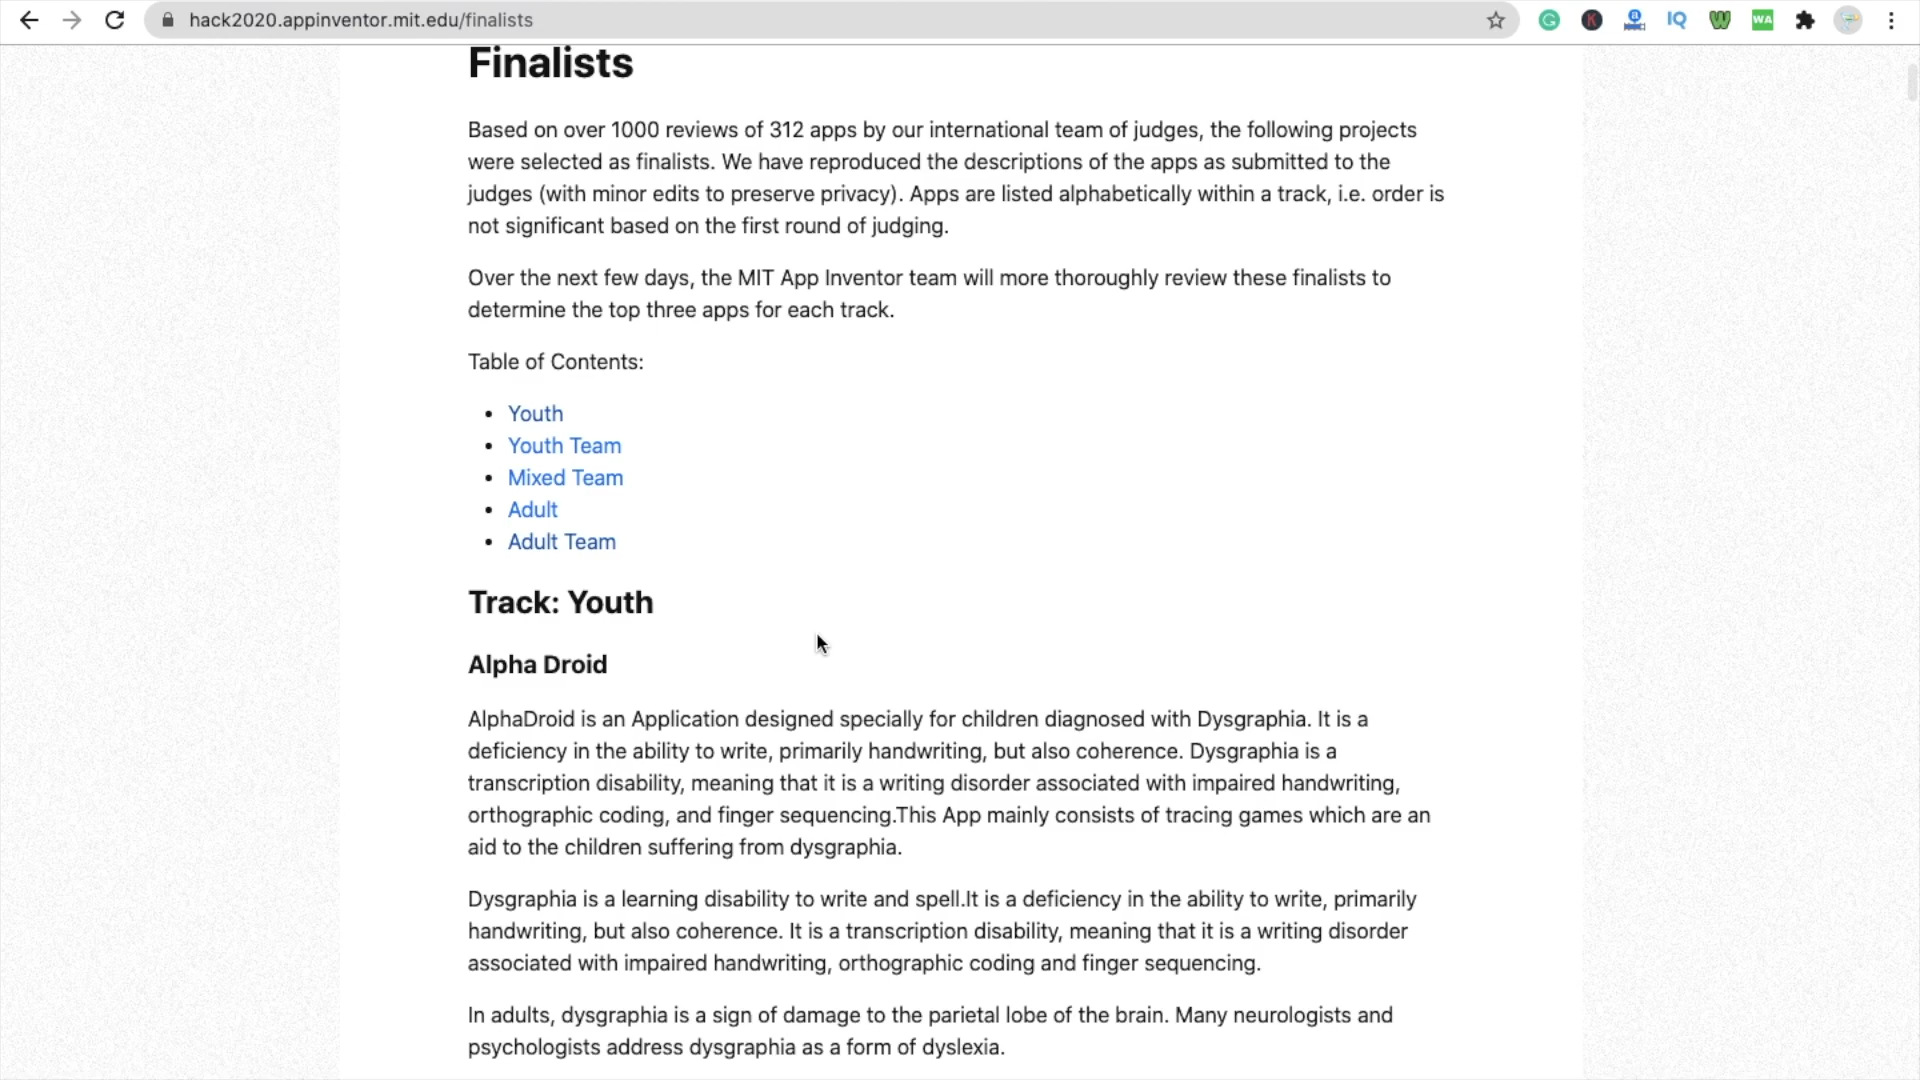 hack2020.appinventor.mit.edu/finalists
IQ
WA
Finalists
Based on over 1000 reviews of 312 apps by our international team of judges, the following projects
were selected as finalists. We have reproduced the descriptions of the apps as submitted to the
judges (with minor edits to preserve privacy). Apps are listed alphabetically within a track, i.e. order is
not significant based on the first round of judging.
Over the next few days, the MIT App Inventor team will more thoroughly review these finalists to
determine the top three apps for each track.
Table of Contents:
• Youth
• Youth Team
• Mixed Team
• Adult
• Adult Team
Track: Youth
Alpha Droid
AlphaDroid is an Application designed specially for children diagnosed with Dysgraphia. It is a
deficiency in the ability to write, primarily handwriting, but also coherence. Dysgraphia is a
transcription disability, meaning that it is a writing disorder associated with impaired handwriting,
orthographic coding, and finger sequencing.This App mainly consists of tracing games which are an
aid to the children suffering from dysgraphia.
Dysgraphia is a learning disability to write and spell.It is a deficiency in the ability to write, primarily
handwriting, but also coherence. It is a transcription disability, meaning that it is a writing disorder
associated with impaired handwriting, orthographic coding and finger sequencing.
In adults, dysgraphia is a sign of damage to the parietal lobe of the brain. Many neurologists and
psychologists address dysgraphia as a form of dyslexia.